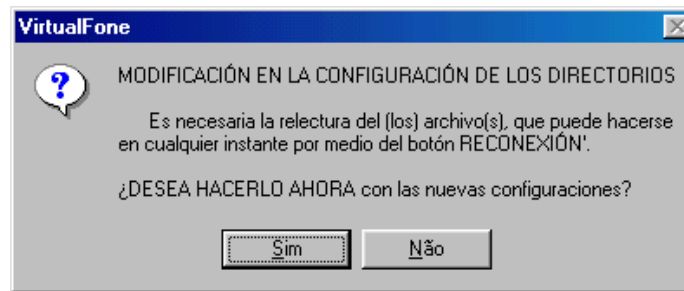 VirtualFone
MODIFICACIÓN EN LA CONFIGURACIÓN DE LOS DIRECTORIOS
Es necesaria la relectura del (los) archivo(s), que puede hacerse
en cualquier instante por medio del botón RECONEXIÓN'.
¿DESEA HACERLO AHORA con las nuevas configuraciones?
Sim
Não